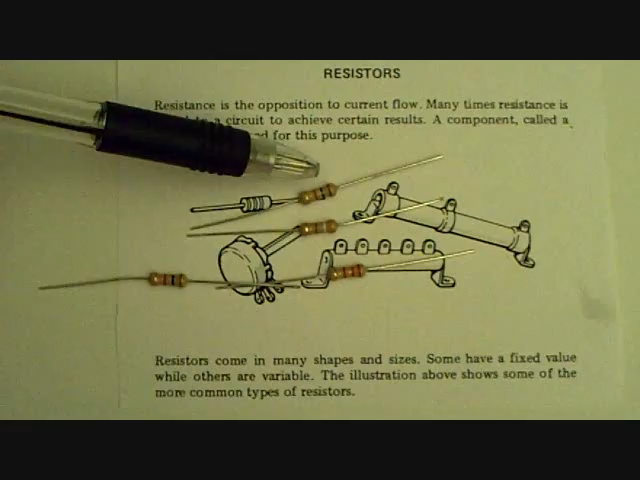 RESISTORS
Resistance is the opposition to current flow. Many times resistance is
a circuit to achieve certain results. A component, called a
for this purpose.
Resistors come in many shapes and sizes. Some have a fixed value
while others are variable. The illustration above shows some of the
more common types of resistors.